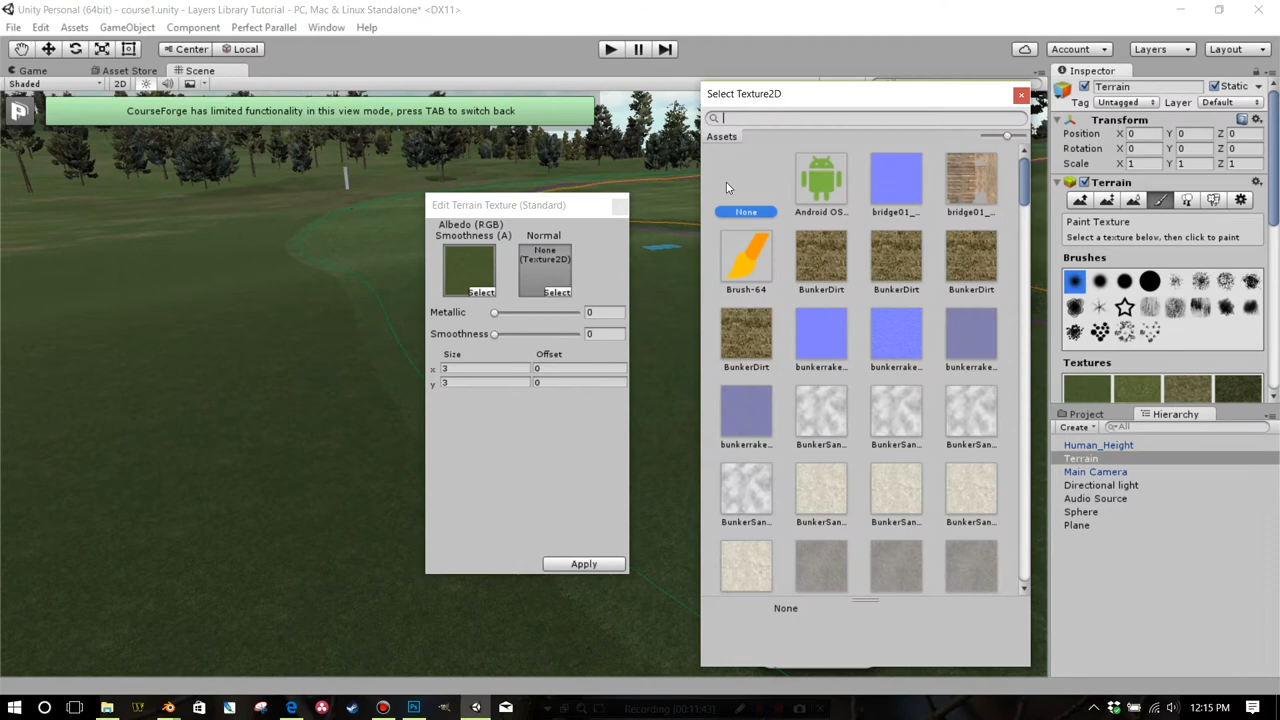 Unity Personal (64bit) - course1.unity - Layers Library Tutorial - PC, Mac & Linux Standalone* <DX11>
File Edit Assets GameObject Component Perfect Parallel Window Help
Center Local Account Layers Layout
Game Asset Store Scene Inspector
Shaded 2D
CourseForge has limited functionality in this view mode, press TAB to switch back
Select Texture2D
Assets
None Android OS... bridge01_... bridge01_...
Brush-64 BunkerDirt BunkerDirt BunkerDirt
BunkerDirt bunkerrake... bunkerrake... bunkerrake...
bunkerrake... BunkerSan... BunkerSan... BunkerSan...
BunkerSan... BunkerSan... BunkerSan... BunkerSan...
None
Edit Terrain Texture (Standard)
Albedo (RGB)
Smoothness (A) Normal
None
(Texture2D)
Select Select
Metallic 0
Smoothness 0
Size Offset
x 3 0
y 3 0
Apply
Terrain Static
Tag Untagged Layer Default
Transform
Position X 0 Y 0 Z 0
Rotation X 0 Y 0 Z 0
Scale X 1 Y 1 Z 1
Terrain
Paint Texture
Select a texture below, then click to paint
Brushes
Textures
Project Hierarchy
Create All
Human_Height
Terrain
Main Camera
Directional light
Audio Source
Sphere
Plane
Recording [00:11:43]
12:15 PM